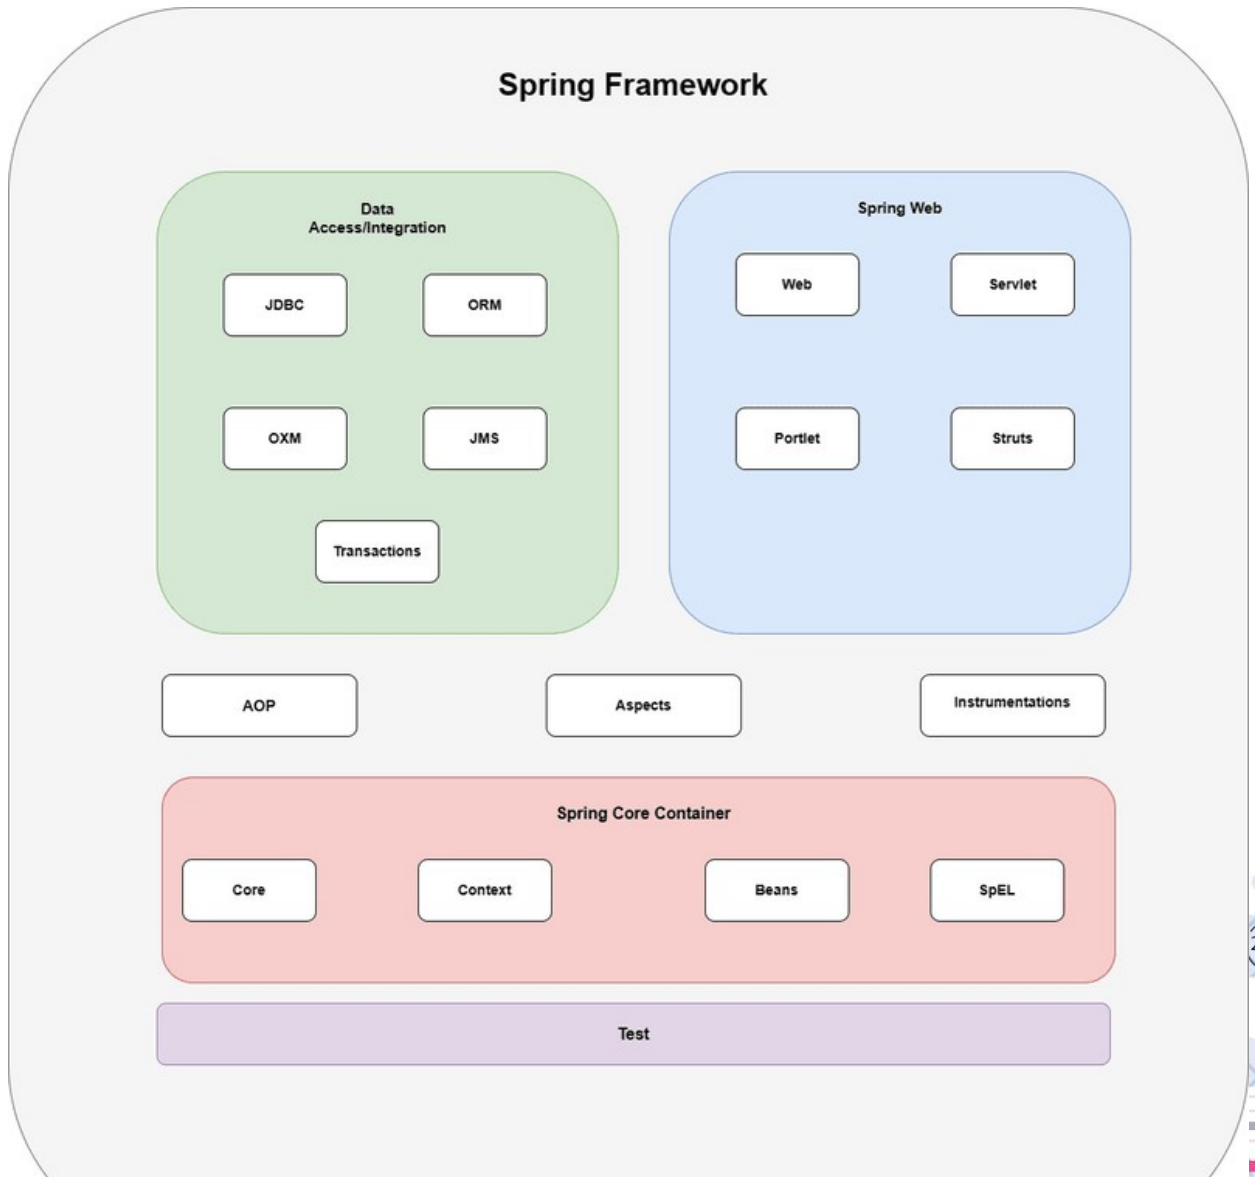 Spring Framework
Data
Access/Integration
JDBC
ORM
OXM
JMS
Transactions
Spring Web
Web
Servlet
Portlet
Struts
AOP
Aspects
Instrumentations
Spring Core Container
Core
Context
Beans
SpEL
Test